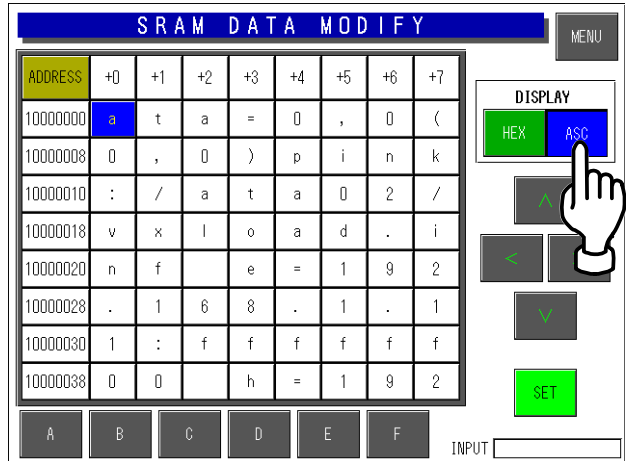 SRAM DATA MODIFY
MENU
ADDRESS +0 +1 +2 +3 +4 +5 +6 +7
10000000 a t a = 0 , 0 (
10000008 0 , 0 ) p i n k
10000010 : / a t a 0 2 /
10000018 v x l o a d . i
10000020 n f e = 1 9 2
10000028 . 1 6 8 . 1 . 1
10000030 1 : f f f f f f
10000038 0 0 h = 1 9 2
DISPLAY
HEX ASC
^
<
v
SET
A B C D E F
INPUT